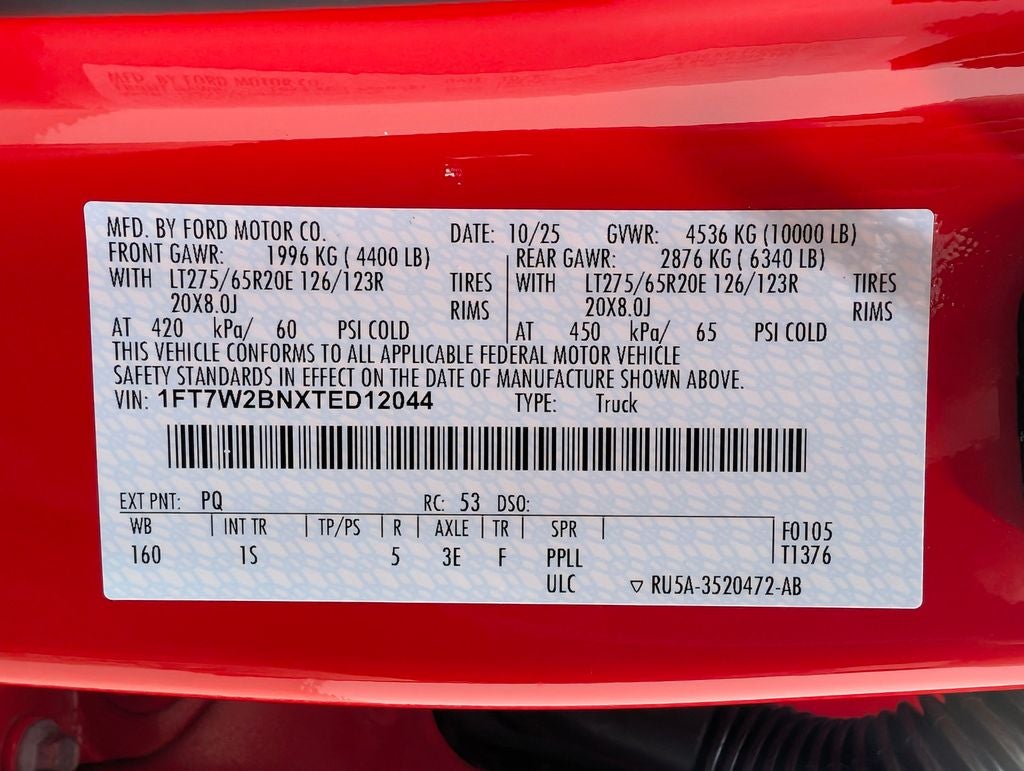 MFD. BY FORD MOTOR CO. DATE: 10/25 GVWR: 4536 KG (10000 LB)
FRONT GAWR: 1996 KG ( 4400 LB) REAR GAWR: 2876 KG ( 6340 LB)
WITH LT275/65R20E 126/123R TIRES WITH LT275/65R20E 126/123R TIRES
20X8.0J RIMS 20X8.0J RIMS
AT 420 kPa/ 60 PSI COLD AT 450 kPa/ 65 PSI COLD
THIS VEHICLE CONFORMS TO ALL APPLICABLE FEDERAL MOTOR VEHICLE
SAFETY STANDARDS IN EFFECT ON THE DATE OF MANUFACTURE SHOWN ABOVE.
VIN: 1FT7W2BNXTED12044 TYPE: Truck
EXT PNT: PQ RC: 53 DSO:
WB INT TR TP/PS R AXLE TR SPR F0105
160 1S 5 3E F PPLL T1376
ULC ▽ RU5A-3520472-AB